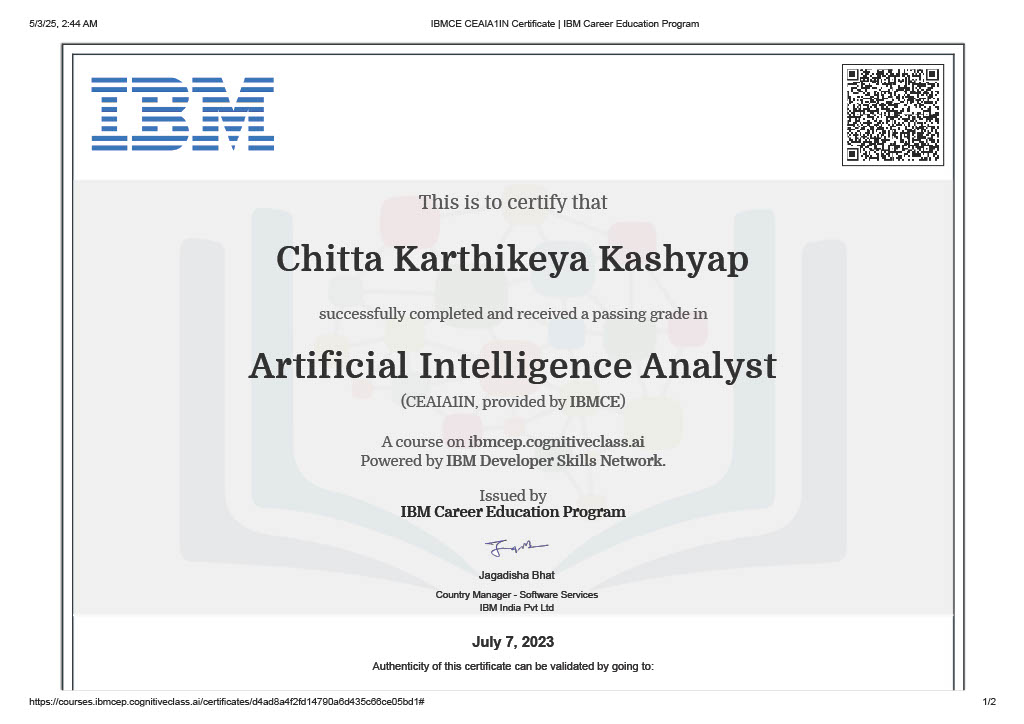 5/3/25, 2:44 AM
IBMCE CEAIA1IN Certificate | IBM Career Education Program
IBM
This is to certify that
Chitta Karthikeya Kashyap
successfully completed and received a passing grade in
Artificial Intelligence Analyst
(CEAIA1IN, provided by IBMCE)
A course on ibmcep.cognitiveclass.ai
Powered by IBM Developer Skills Network.
Issued by
IBM Career Education Program
Jagadisha Bhat
Country Manager - Software Services
IBM India Pvt Ltd
July 7, 2023
Authenticity of this certificate can be validated by going to:
https://courses.ibmcep.cognitiveclass.ai/certificates/d4ad8a4f2fd14790a6d435c66ce05bd1#
1/2